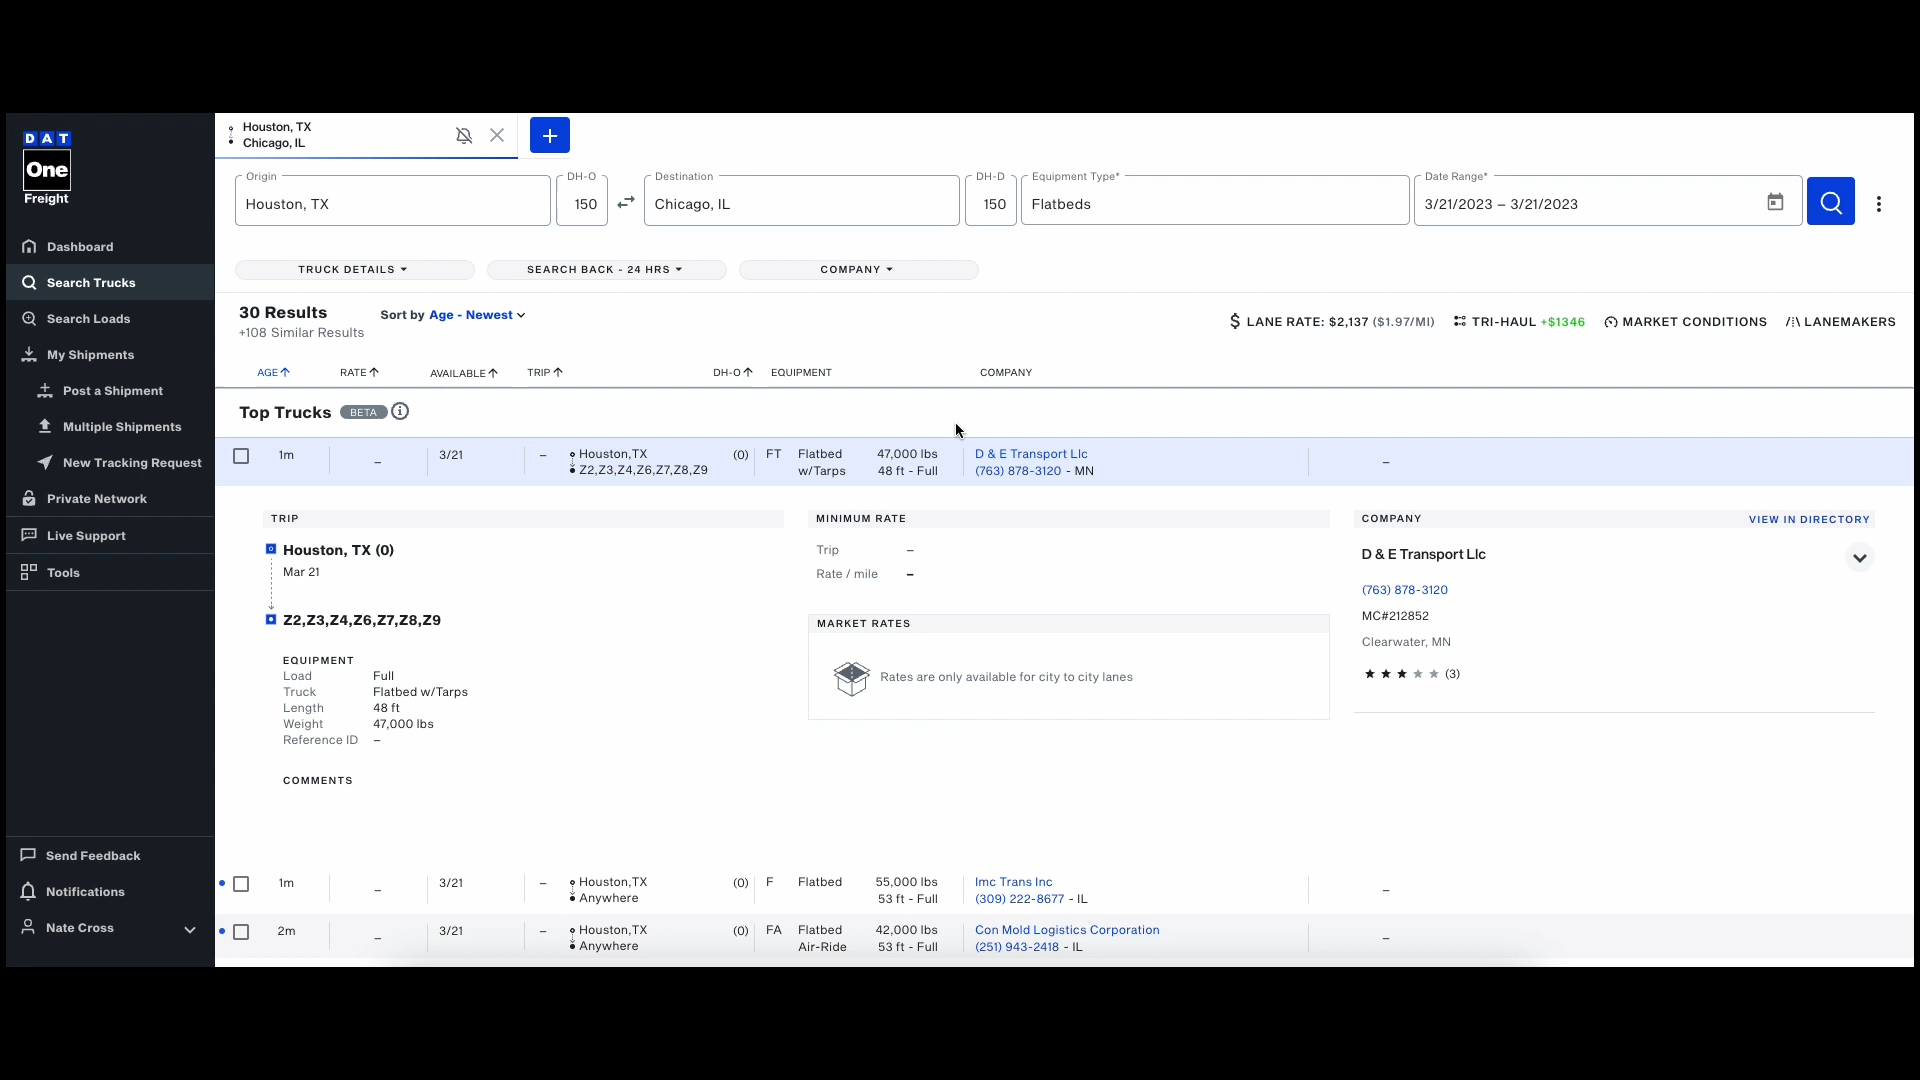 DAT
One
Freight
Dashboard
Search Trucks
Search Loads
My Shipments
Post a Shipment
Multiple Shipments
New Tracking Request
Private Network
Live Support
Tools
Send Feedback
Notifications
Nate Cross
Houston, TX
Chicago, IL
+
Origin
Houston, TX
DH-O
150
Destination
Chicago, IL
DH-D
150
Equipment Type*
Flatbeds
Date Range*
3/21/2023 – 3/21/2023
TRUCK DETAILS
SEARCH BACK - 24 HRS
COMPANY
30 Results
+108 Similar Results
Sort by Age - Newest
$ LANE RATE: $2,137 ($1.97/MI)
TRI-HAUL +$1346
MARKET CONDITIONS
LANEMAKERS
AGE RATE AVAILABLE TRIP DH-O EQUIPMENT COMPANY
Top Trucks BETA
1m – 3/21 – Houston,TX (0) FT Flatbed 47,000 lbs D & E Transport Llc –
Z2,Z3,Z4,Z6,Z7,Z8,Z9 w/Tarps 48 ft - Full (763) 878-3120 - MN
TRIP
Houston, TX (0)
Mar 21
Z2,Z3,Z4,Z6,Z7,Z8,Z9
EQUIPMENT
Load Full
Truck Flatbed w/Tarps
Length 48 ft
Weight 47,000 lbs
Reference ID –
COMMENTS
MINIMUM RATE
Trip –
Rate / mile –
MARKET RATES
Rates are only available for city to city lanes
COMPANY VIEW IN DIRECTORY
D & E Transport Llc
(763) 878-3120
MC#212852
Clearwater, MN
(3)
1m – 3/21 – Houston,TX (0) F Flatbed 55,000 lbs Imc Trans Inc –
Anywhere 53 ft - Full (309) 222-8677 - IL
2m – 3/21 – Houston,TX (0) FA Flatbed 42,000 lbs Con Mold Logistics Corporation –
Anywhere Air-Ride 53 ft - Full (251) 943-2418 - IL